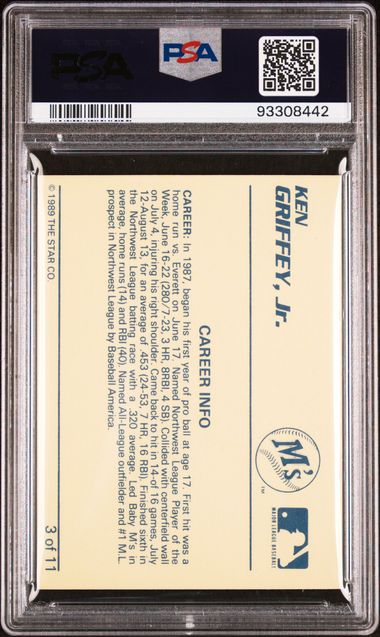 PSA
PSA
93308442
KEN
GRIFFEY, Jr.
M's
TM
MAJOR LEAGUE BASEBALL
CAREER INFO
CAREER: In 1987, began his first year of pro ball at age 17. First hit was a
home run vs. Everett on June 17. Named Northwest League Player of the
Week, June 16-22 (280/7-23, 3 HR, 8RBI, 4 SB). Collided with centerfield wall
on July 4, injuring his right shoulder. Came back to hit in 14-of 16 games, July
12-August 13, for an average of .453 (24-53, 7 HR, 16 RBI). Finished sixth in
the Northwest League batting race with a .320 average. Led Baby M's in
average, home runs (14) and RBI (40). Named All-League outfielder and #1 M.L.
prospect in Northwest League by Baseball America.
© 1989 THE STAR CO.
3 of 11